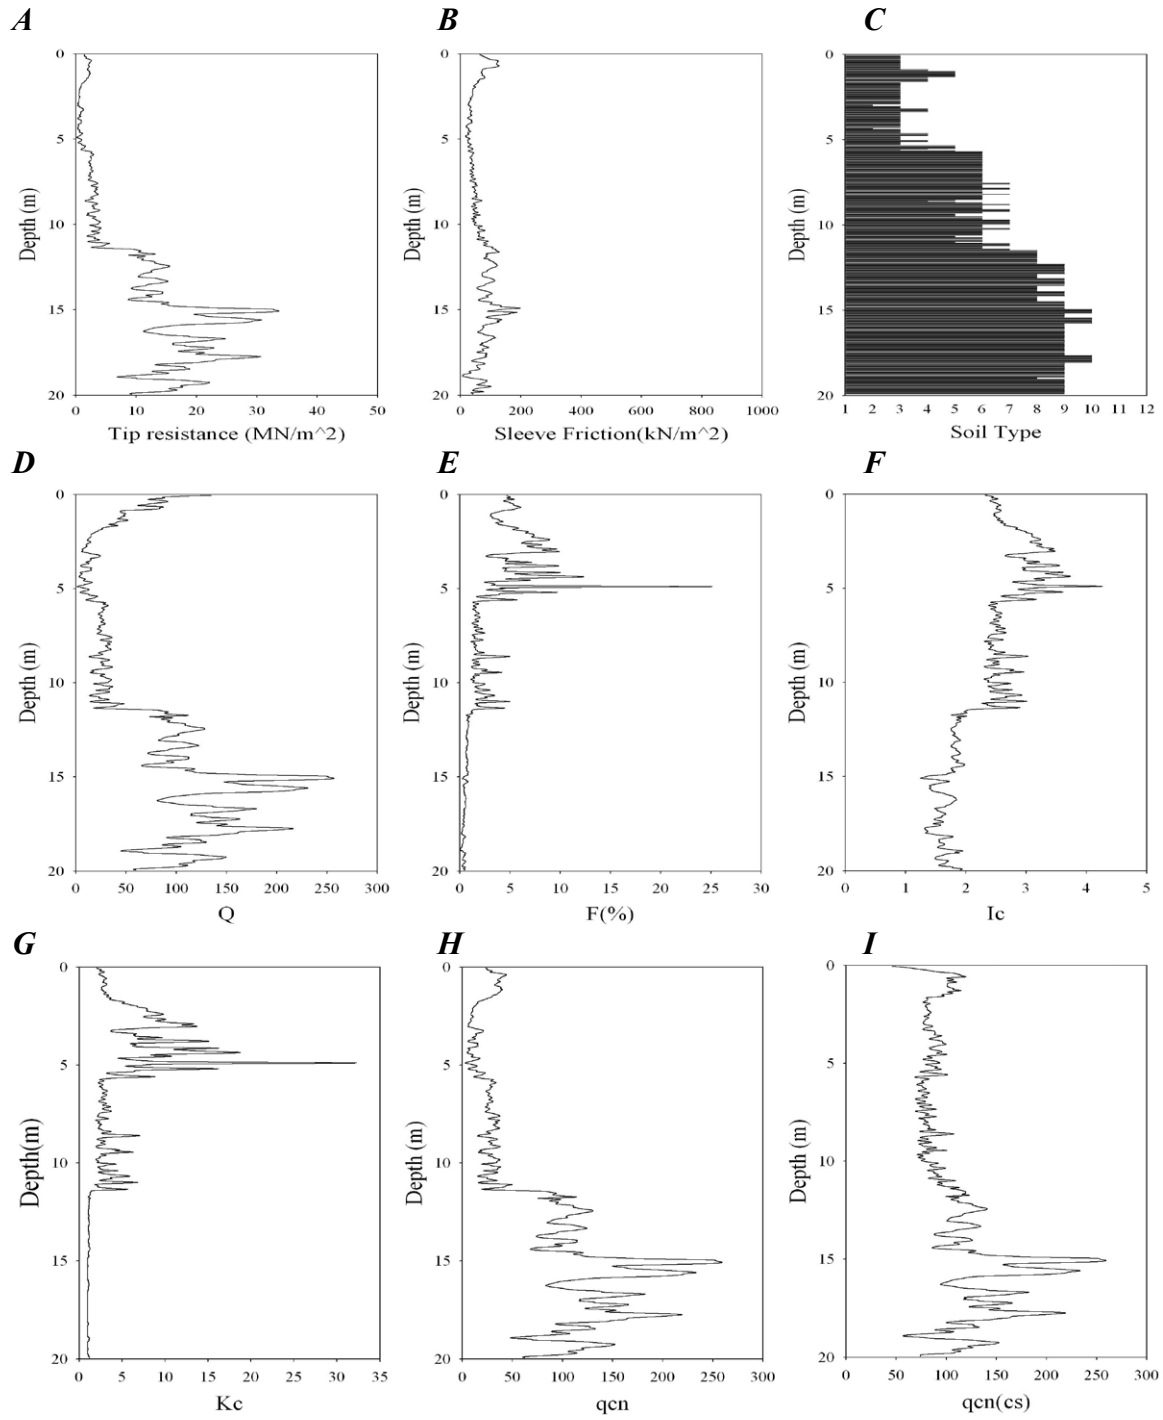 A B C
0 0 0
5 5 5
Depth (m) Depth (m) Depth (m)
10 10 10
15 15 15
20 20 20
0 10 20 30 40 50 0 200 400 600 800 1000 1 2 3 4 5 6 7 8 9 10 11 12
Tip resistance (MN/m^2) Sleeve Friction(kN/m^2) Soil Type
D E F
0 0 0
5 5 5
Depth (m) Depth (m) Depth (m)
10 10 10
15 15 15
20 20 20
0 50 100 150 200 250 300 0 5 10 15 20 25 30 0 1 2 3 4 5
Q F(%) Ic
G H I
0 0 0
5 5 5
Depth(m) Depth (m) Depth (m)
10 10 10
15 15 15
20 20 20
0 5 10 15 20 25 30 35 0 50 100 150 200 250 300 0 50 100 150 200 250 300
Kc qcn qcn(cs)